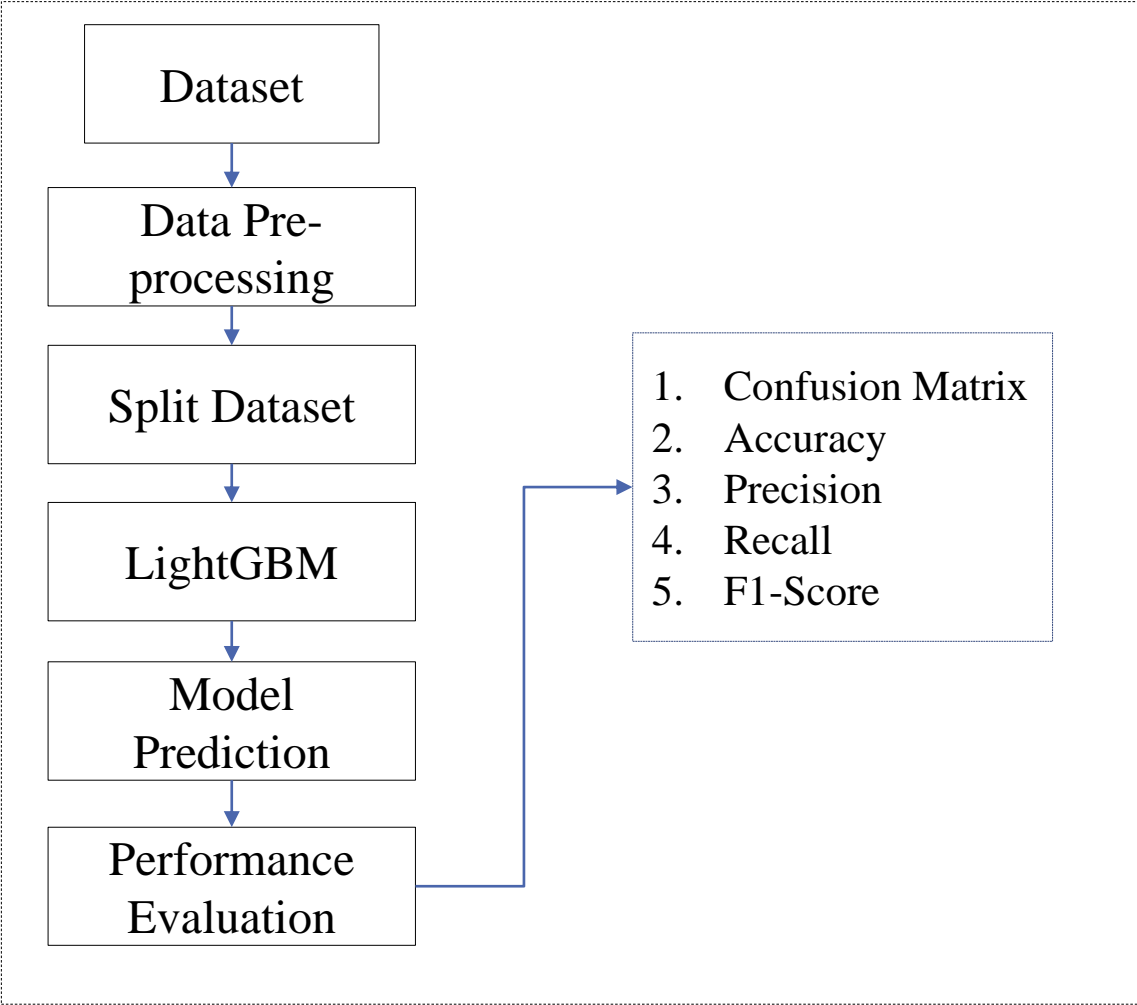 Dataset
Data Pre-
processing
Split Dataset
LightGBM
Model
Prediction
Performance
Evaluation
1. Confusion Matrix
2. Accuracy
3. Precision
4. Recall
5. F1-Score